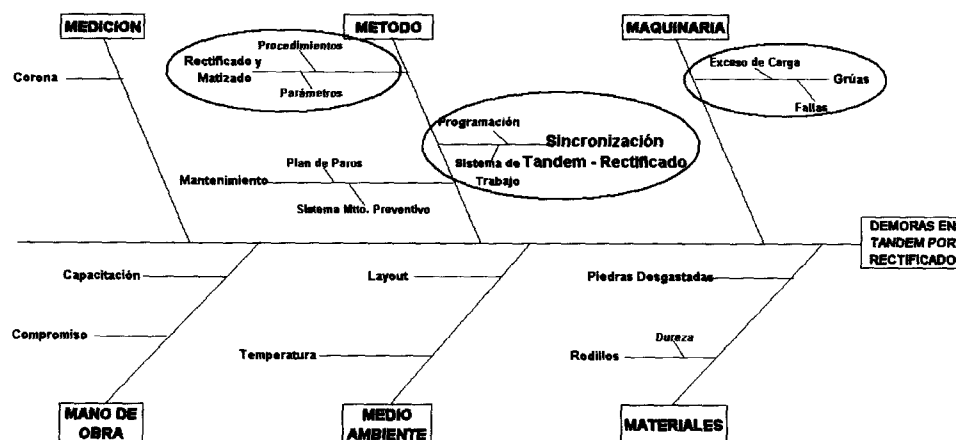 MEDICION
METODO
MAQUINARIA
Corona
Procedimientos
Rectificado y
Matizado
Parámetros
Exceso de Carga
Grúas
Fallas
Programación
Sincronización
Sistema de Tandem - Rectificado
Trabajo
Plan de Paros
Mantenimiento
Sistema Mtto. Preventivo
DEMORAS EN
TANDEM POR
RECTIFICADO
Capacitación
Layout
Piedras Desgastadas
Compromiso
Temperatura
Dureza
Rodillos
MANO DE
OBRA
MEDIO
AMBIENTE
MATERIALES